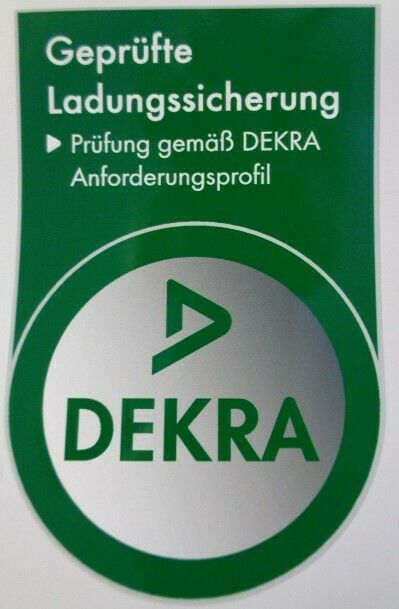 Geprüfte
Ladungssicherung
Prüfung gemäß DEKRA
Anforderungsprofil
DEKRA